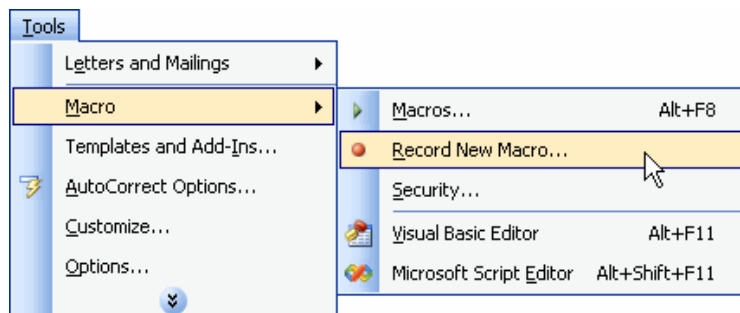 Tools
Letters and Mailings
Macro
Templates and Add-Ins...
AutoCorrect Options...
Customize...
Options...
Macros... Alt+F8
Record New Macro...
Security...
Visual Basic Editor Alt+F11
Microsoft Script Editor Alt+Shift+F11